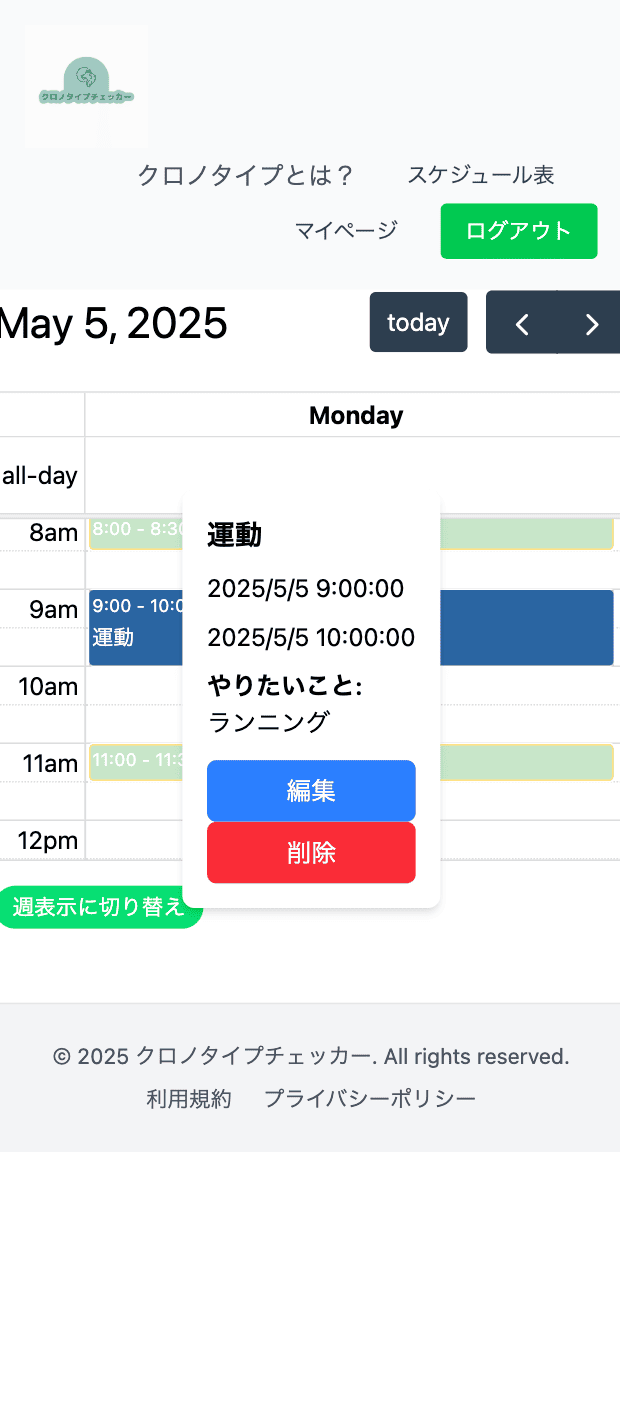 クロノタイプチェッカー
クロノタイプとは？
スケジュール表
マイページ
ログアウト
May 5, 2025
today
Monday
all-day
8am
8:00 - 8:30
運動
2025/5/5 9:00:00
9am
9:00 - 10:0
運動
2025/5/5 10:00:00
10am
やりたいこと:
ランニング
11am
11:00 - 11:3
編集
12pm
削除
週表示に切り替え
© 2025 クロノタイプチェッカー. All rights reserved.
利用規約 プライバシーポリシー